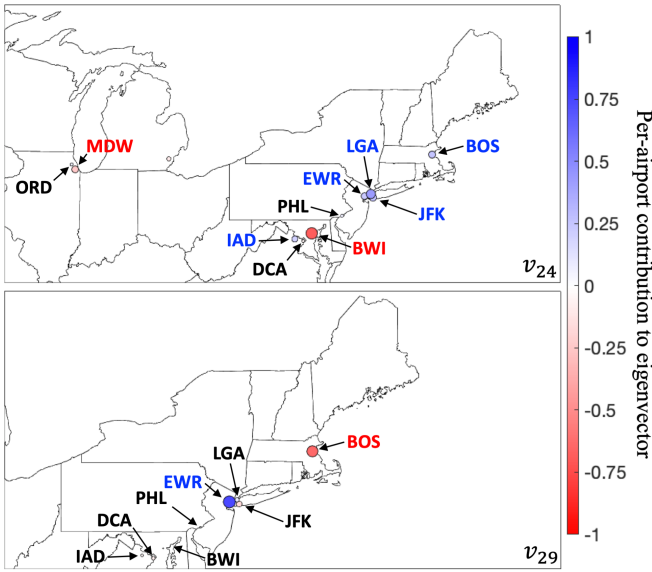 MDW
ORD
LGA
BOS
EWR
PHL
JFK
IAD
BWI
DCA
v24
BOS
LGA
EWR
PHL
JFK
DCA
IAD
BWI
v29
1
0.75
0.5
0.25
0
-0.25
-0.5
-0.75
-1
Per-airport contribution to eigenvector